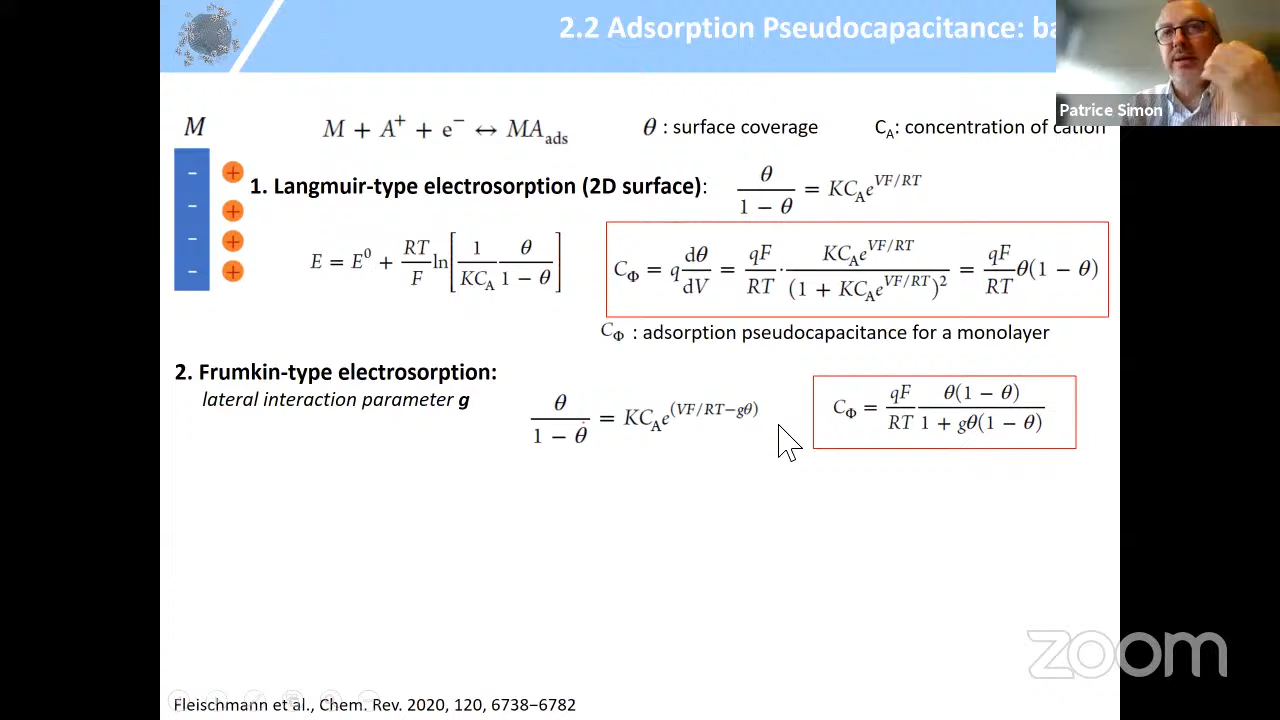 2.2 Adsorption Pseudocapacitance: ba
Patrice Simon
M
M + A⁺ + e⁻ ↔ MA_ads
θ : surface coverage
C_A: concentration of cation
1. Langmuir-type electrosorption (2D surface):
θ / (1 − θ) = KC_A e^(VF/RT)
E = E⁰ + (RT/F) ln[ (1/KC_A) (θ/(1 − θ)) ]
C_Φ = q dθ/dV = (qF/RT) · KC_A e^(VF/RT) / (1 + KC_A e^(VF/RT))² = (qF/RT) θ(1 − θ)
C_Φ : adsorption pseudocapacitance for a monolayer
2. Frumkin-type electrosorption:
lateral interaction parameter g
θ / (1 − θ) = KC_A e^(VF/RT−gθ)
C_Φ = (qF/RT) θ(1 − θ) / (1 + gθ(1 − θ))
zoom
Fleischmann et al., Chem. Rev. 2020, 120, 6738−6782